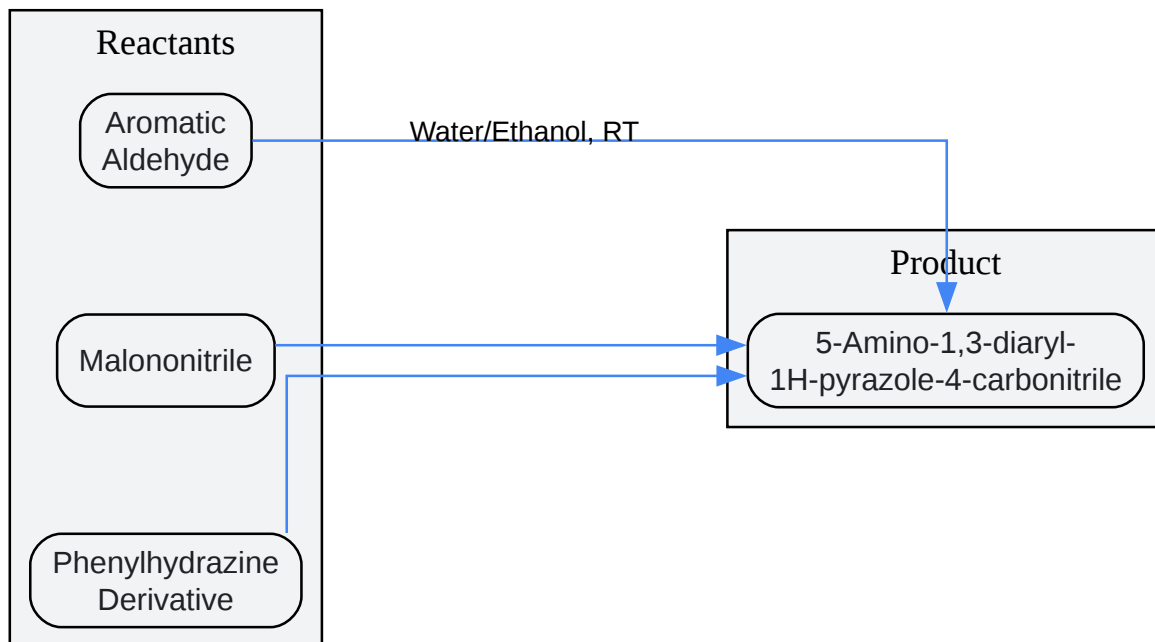 Reactants
Aromatic
Aldehyde
Water/Ethanol, RT
Product
Malononitrile
5-Amino-1,3-diaryl-
1H-pyrazole-4-carbonitrile
Phenylhydrazine
Derivative